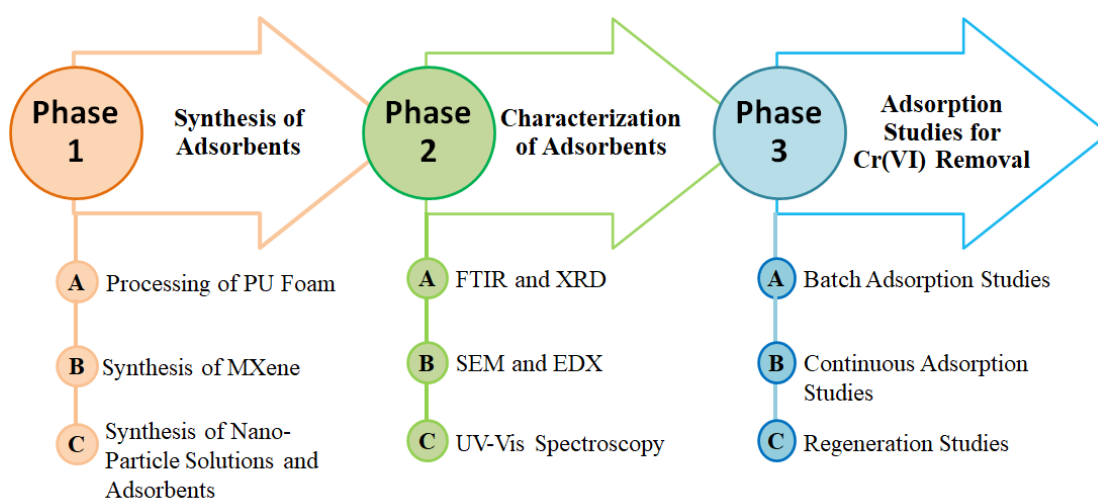 Phase
1
Synthesis of
Adsorbents
A
Processing of PU Foam
B
Synthesis of MXene
C
Synthesis of Nano-
Particle Solutions and
Adsorbents
Phase
2
Characterization
of Adsorbents
A
FTIR and XRD
B
SEM and EDX
C
UV-Vis Spectroscopy
Phase
3
Adsorption
Studies for
Cr(VI) Removal
A
Batch Adsorption Studies
B
Continuous Adsorption
Studies
C
Regeneration Studies